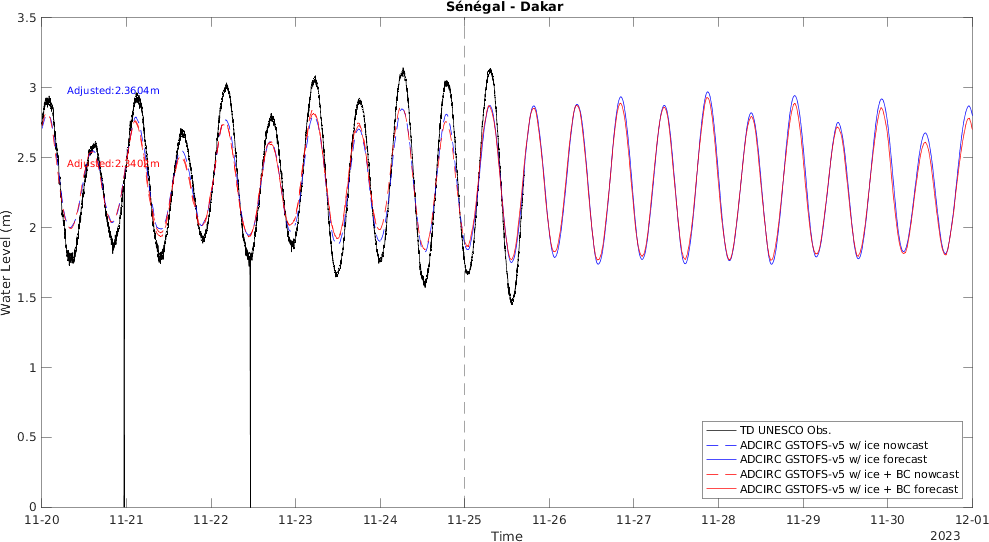 Sénégal - Dakar
3.5
3
2.5
2
1.5
1
0.5
0
Water Level (m)
Adjusted:2.3604m
TD UNESCO Obs.
ADCIRC GSTOFS-v5 w/ ice nowcast
ADCIRC GSTOFS-v5 w/ ice forecast
ADCIRC GSTOFS-v5 w/ ice + BC nowcast
ADCIRC GSTOFS-v5 w/ ice + BC forecast
11-20 11-21 11-22 11-23 11-24 11-25 11-26 11-27 11-28 11-29 11-30 12-01
Time
2023